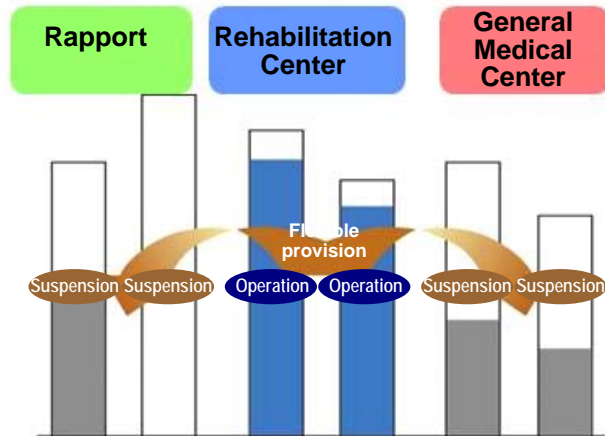 Rapport
Rehabilitation
Center
General
Medical
Center
provision
Suspension
Suspension
Operation
Operation
Suspension
Suspension